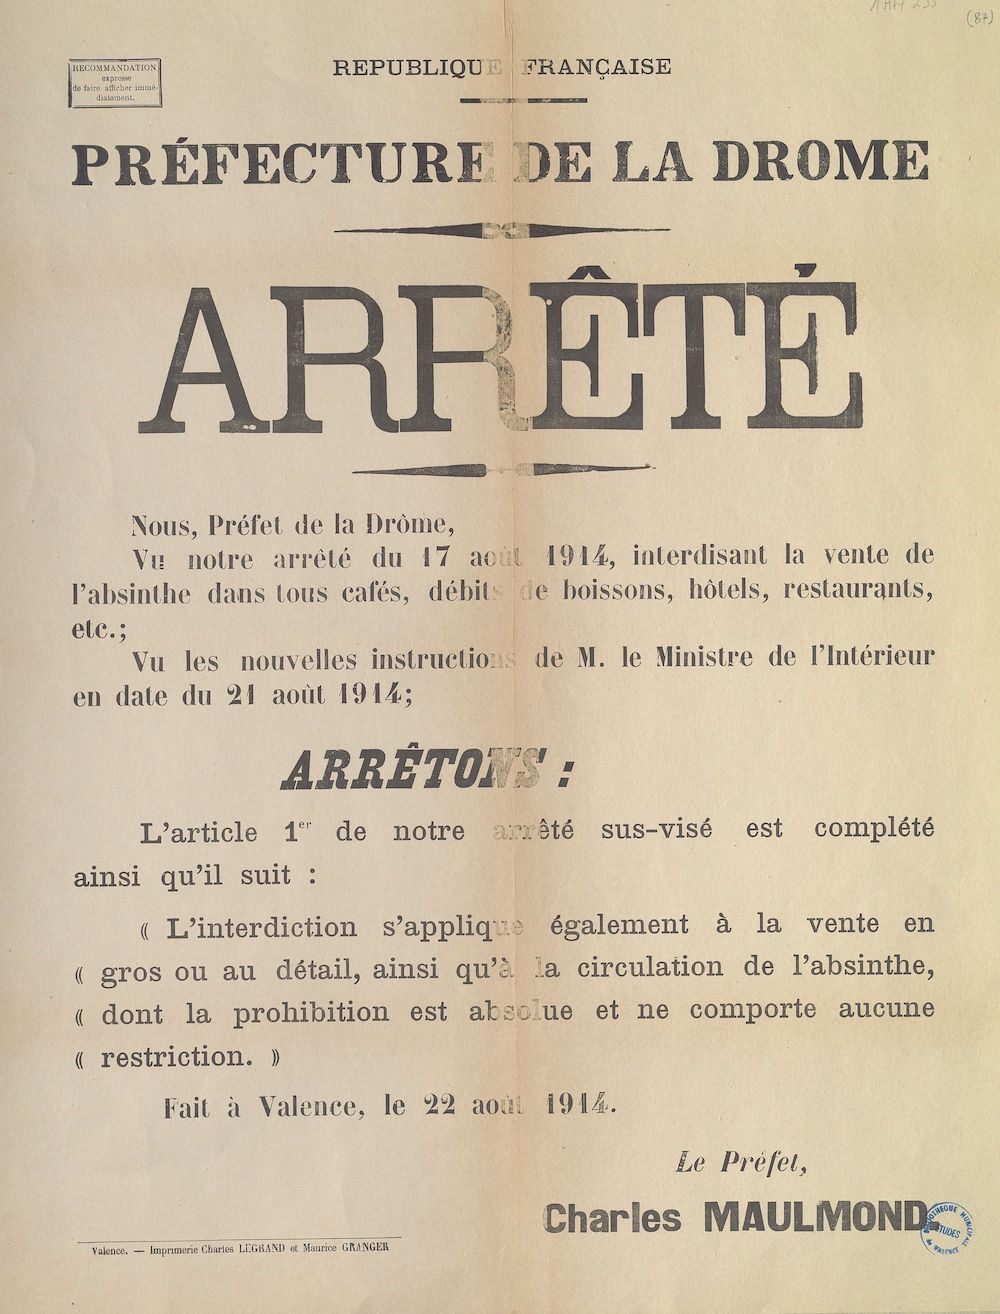 (87)
RECOMMANDATION
expresse
de faire afficher immé-
diatement.
REPUBLIQUE FRANÇAISE
PRÉFECTURE DE LA DROME
ARRÊTÉ
Nous, Préfet de la Drôme,
Vu notre arrêté du 17 août 1914, interdisant la vente de
l'absinthe dans tous cafés, débits de boissons, hôtels, restaurants,
etc.;
Vu les nouvelles instructions de M. le Ministre de l'Intérieur
en date du 21 août 1914;
ARRÊTONS :
L'article 1er de notre arrêté sus-visé est complété
ainsi qu'il suit :
« L'interdiction s'applique également à la vente en
« gros ou au détail, ainsi qu'à la circulation de l'absinthe,
« dont la prohibition est absolue et ne comporte aucune
« restriction. »
Fait à Valence, le 22 août 1914.
Le Préfet,
Charles MAULMOND.
BIBLIOTHEQUE MUNICIPALE
ETUDES
de VALENCE
Valence. — Imprimerie Charles LEGRAND et Maurice GRANGER